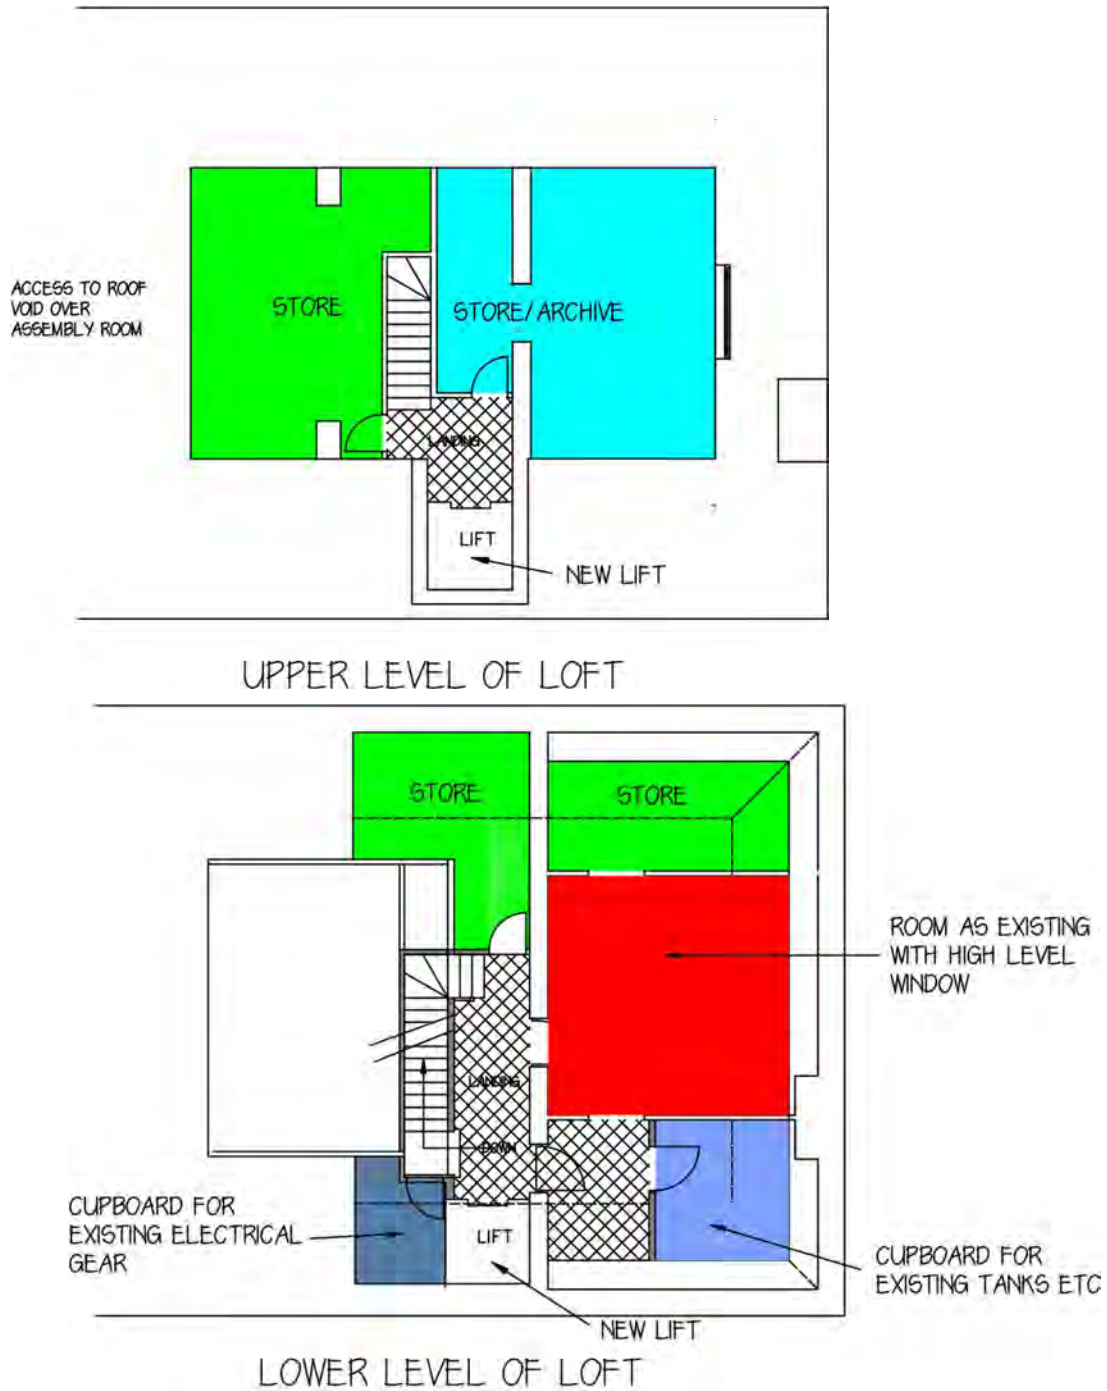 ACCESS TO ROOF
VOID OVER
ASSEMBLY ROOM
STORE
STORE/ARCHIVE
LANDING
LIFT
NEW LIFT
UPPER LEVEL OF LOFT
STORE
STORE
ROOM AS EXISTING
WITH HIGH LEVEL
WINDOW
LANDING
DOWN
CUPBOARD FOR
EXISTING ELECTRICAL
GEAR
LIFT
CUPBOARD FOR
EXISTING TANKS ETC
NEW LIFT
LOWER LEVEL OF LOFT